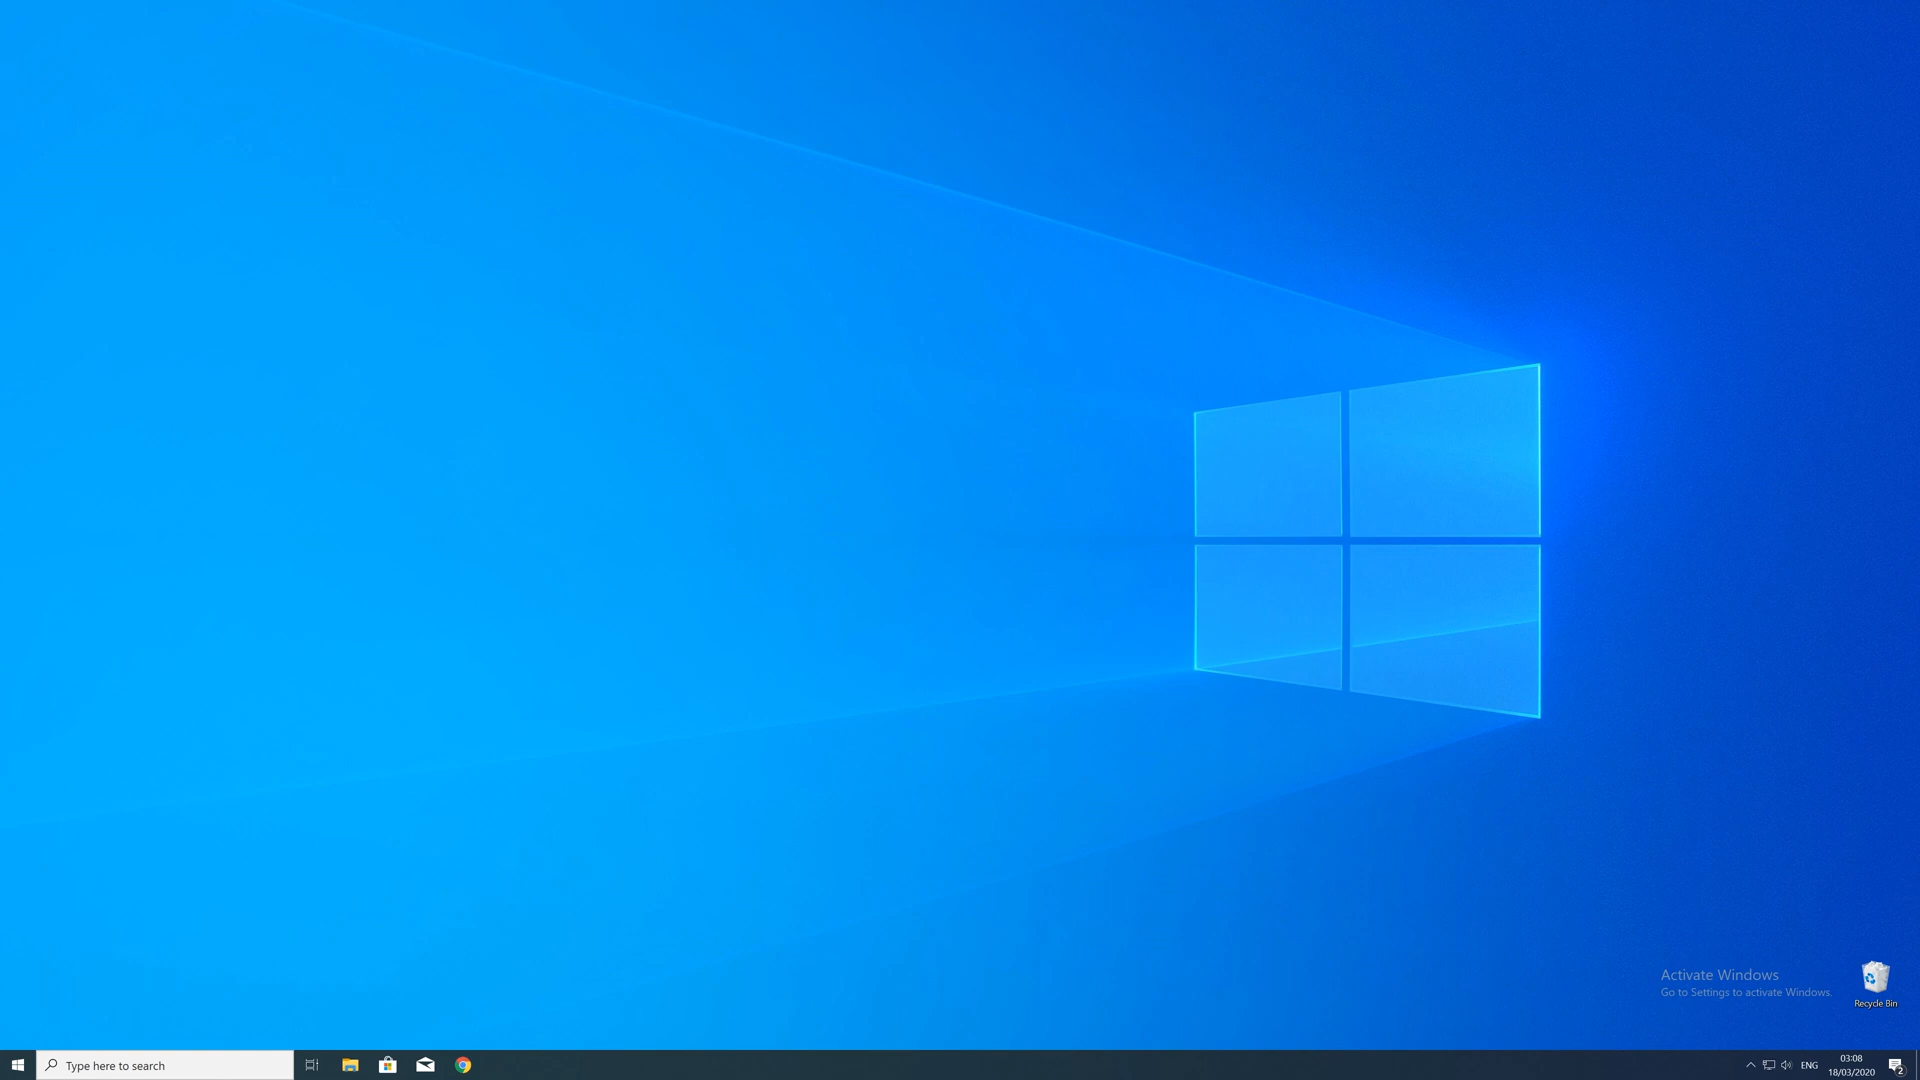 Activate Windows
Go to Settings to activate Windows.
Recycle Bin
Type here to search
ENG
03:08
18/03/2020
2